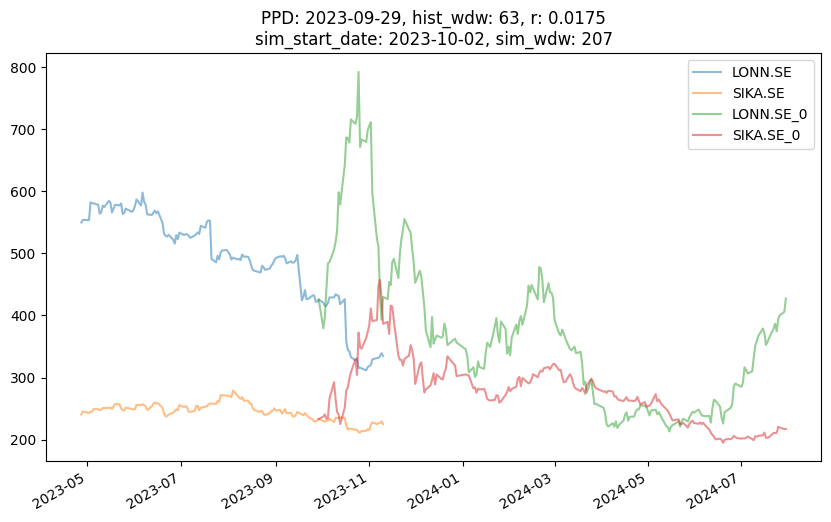 PPD: 2023-09-29, hist_wdw: 63, r: 0.0175
sim_start_date: 2023-10-02, sim_wdw: 207
LONN.SE
SIKA.SE
LONN.SE_0
SIKA.SE_0
800
700
600
500
400
300
200
2023-05
2023-07
2023-09
2023-11
2024-01
2024-03
2024-05
2024-07